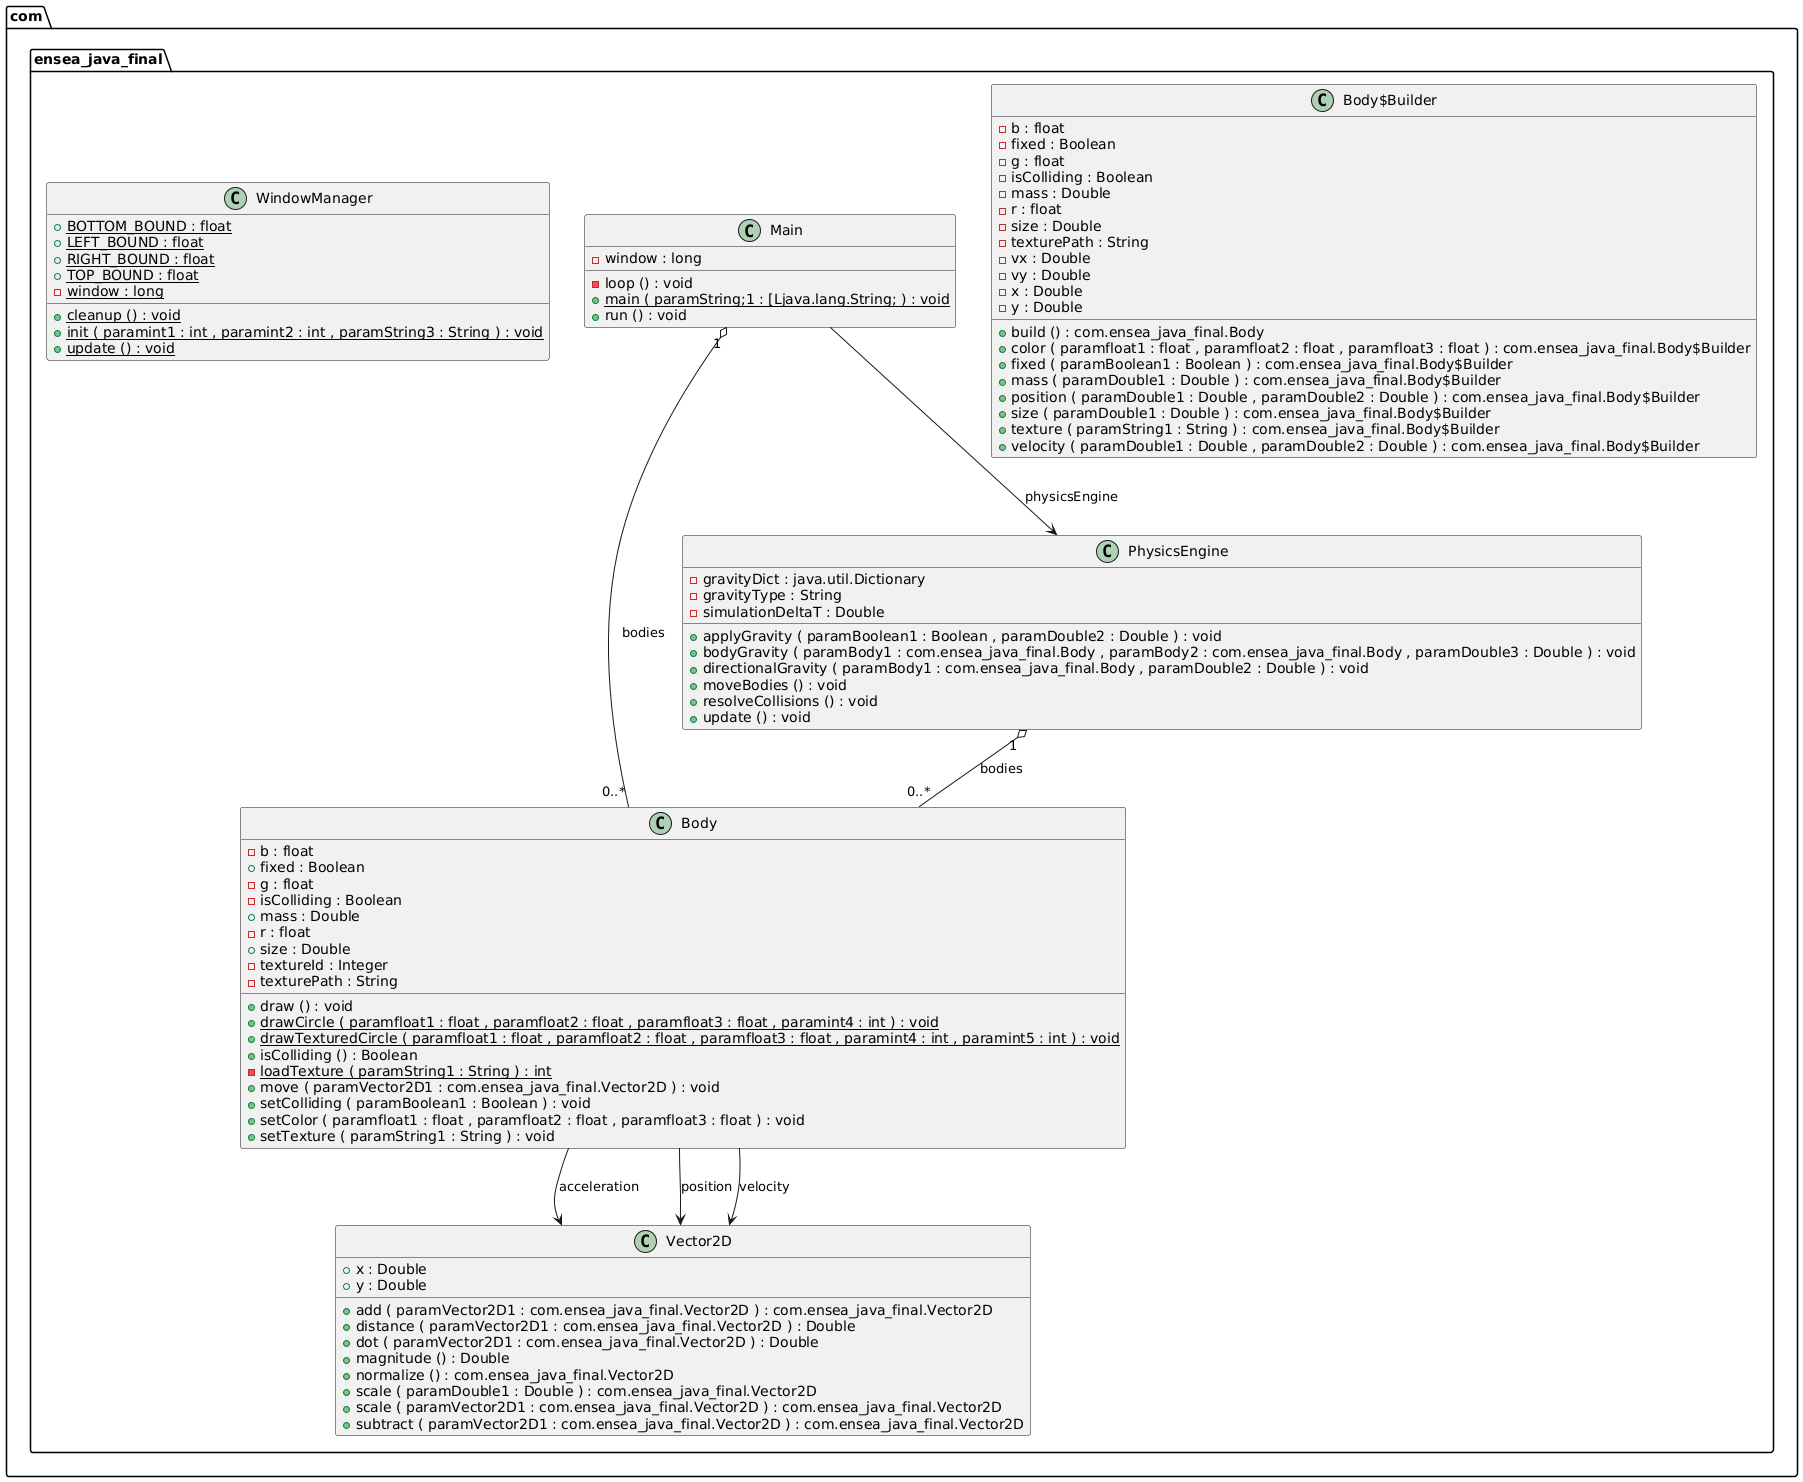 com
ensea_java_final
WindowManager
BOTTOM_BOUND : float
LEFT_BOUND : float
RIGHT_BOUND : float
TOP_BOUND : float
window : long
cleanup () : void
init ( paramint1 : int , paramint2 : int , paramString3 : String ) : void
update () : void
Main
window : long
loop () : void
main ( paramString;1 : [Ljava.lang.String; ) : void
run () : void
Body$Builder
b : float
fixed : Boolean
g : float
isColliding : Boolean
mass : Double
r : float
size : Double
texturePath : String
vx : Double
vy : Double
x : Double
y : Double
build () : com.ensea_java_final.Body
color ( paramfloat1 : float , paramfloat2 : float , paramfloat3 : float ) : com.ensea_java_final.Body$Builder
fixed ( paramBoolean1 : Boolean ) : com.ensea_java_final.Body$Builder
mass ( paramDouble1 : Double ) : com.ensea_java_final.Body$Builder
position ( paramDouble1 : Double , paramDouble2 : Double ) : com.ensea_java_final.Body$Builder
size ( paramDouble1 : Double ) : com.ensea_java_final.Body$Builder
texture ( paramString1 : String ) : com.ensea_java_final.Body$Builder
velocity ( paramDouble1 : Double , paramDouble2 : Double ) : com.ensea_java_final.Body$Builder
1
physicsEngine
bodies
PhysicsEngine
gravityDict : java.util.Dictionary
gravityType : String
simulationDeltaT : Double
applyGravity ( paramBoolean1 : Boolean , paramDouble2 : Double ) : void
bodyGravity ( paramBody1 : com.ensea_java_final.Body , paramBody2 : com.ensea_java_final.Body , paramDouble3 : Double ) : void
directionalGravity ( paramBody1 : com.ensea_java_final.Body , paramDouble2 : Double ) : void
moveBodies () : void
resolveCollisions () : void
update () : void
1
bodies
0..*
0..*
Body
b : float
fixed : Boolean
g : float
isColliding : Boolean
mass : Double
r : float
size : Double
textureId : Integer
texturePath : String
draw () : void
drawCircle ( paramfloat1 : float , paramfloat2 : float , paramfloat3 : float , paramint4 : int ) : void
drawTexturedCircle ( paramfloat1 : float , paramfloat2 : float , paramfloat3 : float , paramint4 : int , paramint5 : int ) : void
isColliding () : Boolean
loadTexture ( paramString1 : String ) : int
move ( paramVector2D1 : com.ensea_java_final.Vector2D ) : void
setColliding ( paramBoolean1 : Boolean ) : void
setColor ( paramfloat1 : float , paramfloat2 : float , paramfloat3 : float ) : void
setTexture ( paramString1 : String ) : void
acceleration
position
velocity
Vector2D
x : Double
y : Double
add ( paramVector2D1 : com.ensea_java_final.Vector2D ) : com.ensea_java_final.Vector2D
distance ( paramVector2D1 : com.ensea_java_final.Vector2D ) : Double
dot ( paramVector2D1 : com.ensea_java_final.Vector2D ) : Double
magnitude () : Double
normalize () : com.ensea_java_final.Vector2D
scale ( paramDouble1 : Double ) : com.ensea_java_final.Vector2D
scale ( paramVector2D1 : com.ensea_java_final.Vector2D ) : com.ensea_java_final.Vector2D
subtract ( paramVector2D1 : com.ensea_java_final.Vector2D ) : com.ensea_java_final.Vector2D